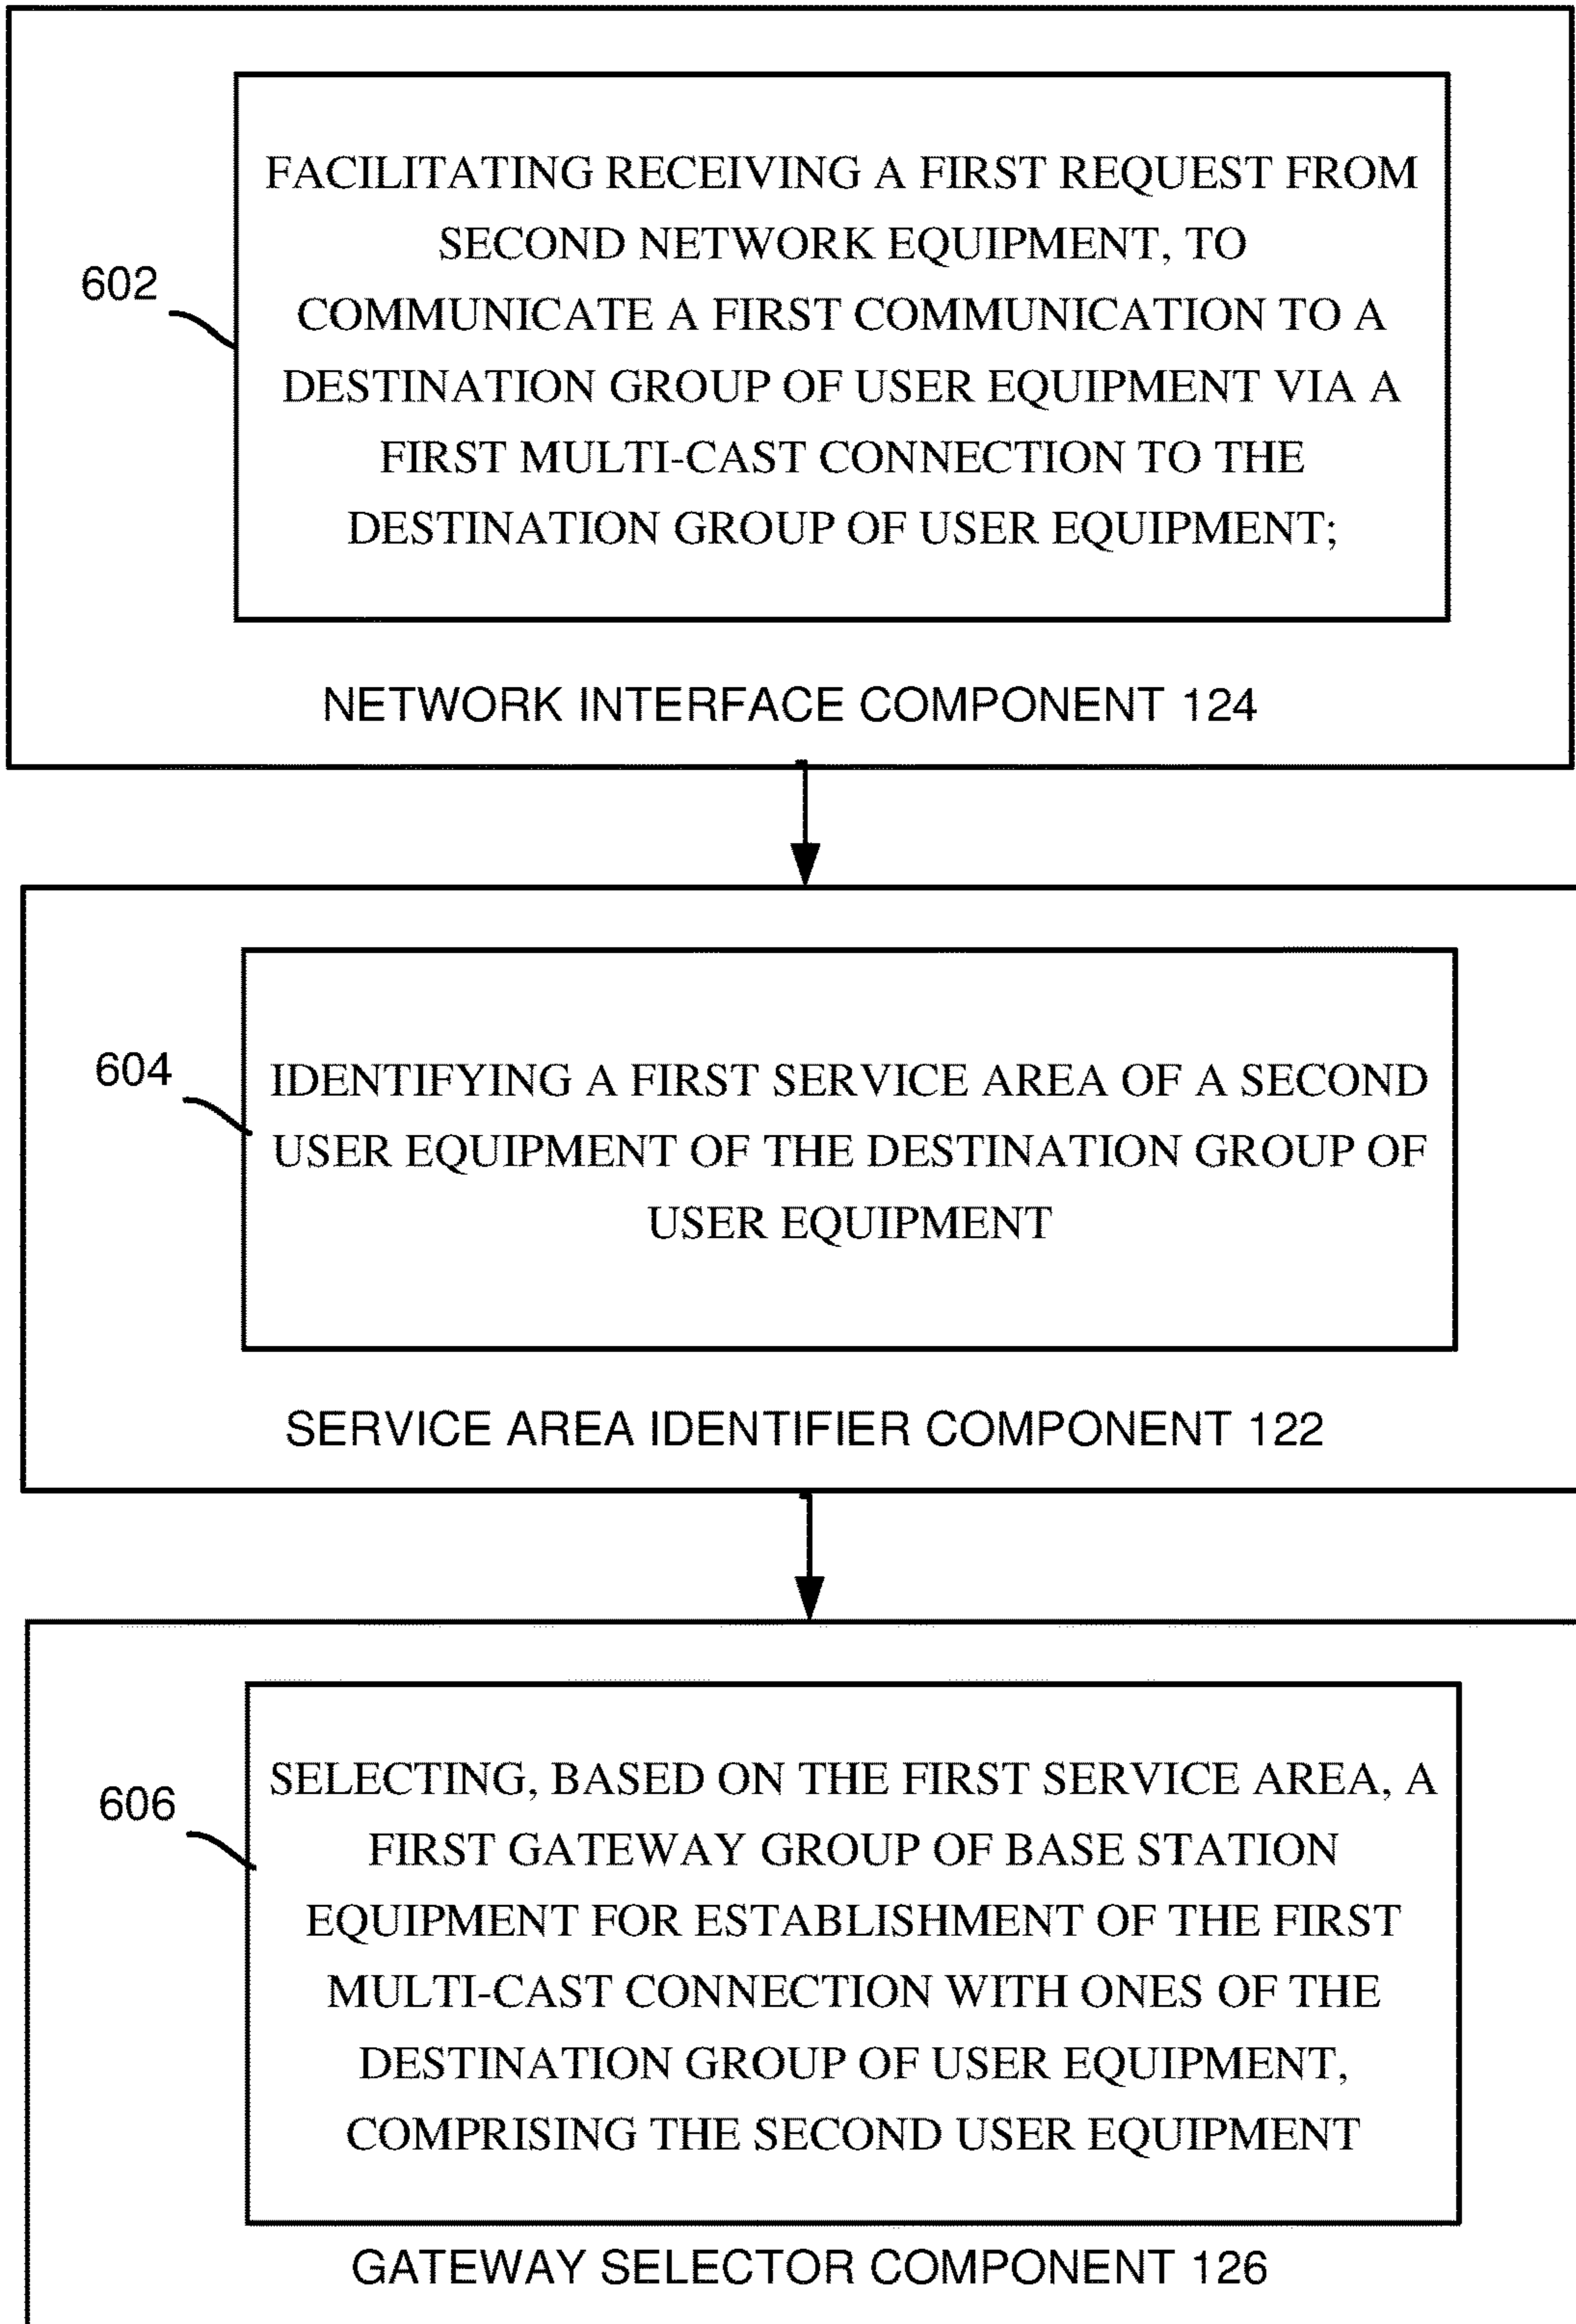 FACILITATING RECEIVING A FIRST REQUEST FROM
SECOND NETWORK EQUIPMENT, TO
602
COMMUNICATE A FIRST COMMUNICATION TO A
DESTINATION GROUP OF USER EQUIPMENT VIA A
FIRST MULTI-CAST CONNECTION TO THE
DESTINATION GROUP OF USER EQUIPMENT;
NETWORK INTERFACE COMPONENT 124
604
IDENTIFYING A FIRST SERVICE AREA OF A SECOND
USER EQUIPMENT OF THE DESTINATION GROUP OF
USER EQUIPMENT
SERVICE AREA IDENTIFIER COMPONENT 122
SELECTING, BASED ON THE FIRST SERVICE AREA, A
606
FIRST GATEWAY GROUP OF BASE STATION
EQUIPMENT FOR ESTABLISHMENT OF THE FIRST
MULTI-CAST CONNECTION WITH ONES OF THE
DESTINATION GROUP OF USER EQUIPMENT,
COMPRISING THE SECOND USER EQUIPMENT
GATEWAY SELECTOR COMPONENT 126